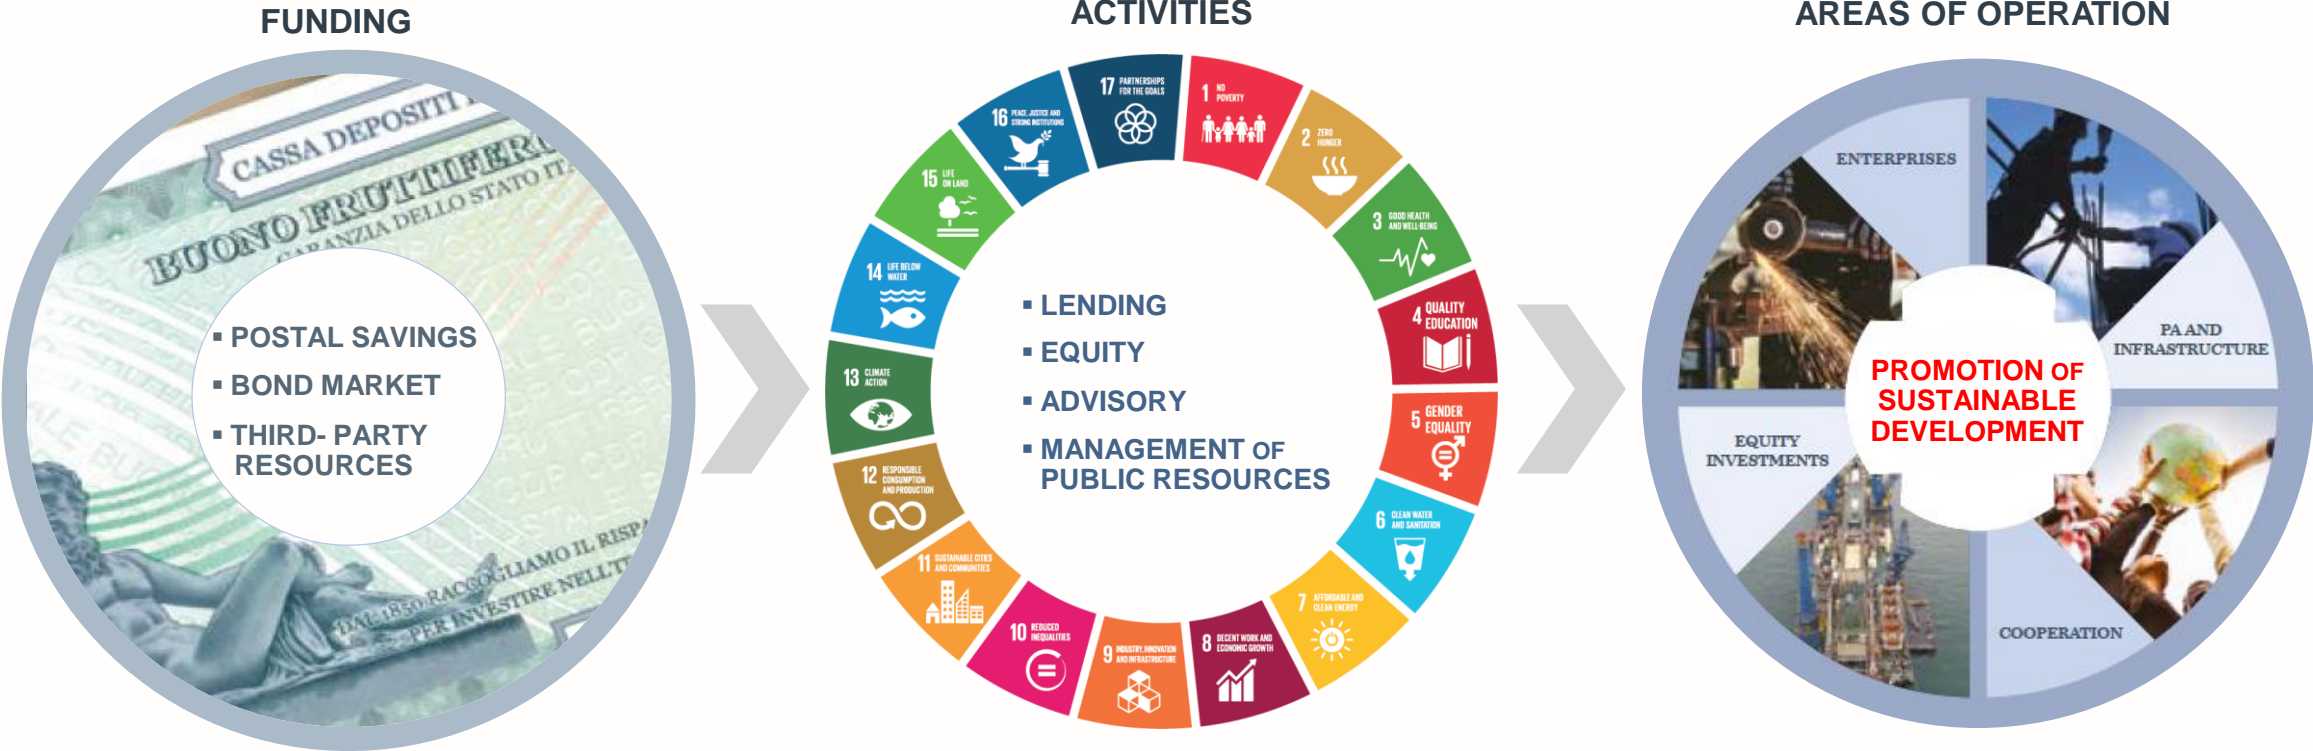 FUNDING
CASSA DEPOSITI
BUONO FRUTTIFER
GARANZIA DELLO STATO IT
▪ POSTAL SAVINGS
▪ BOND MARKET
▪ THIRD- PARTY
RESOURCES
DAL 1850 RACCOGLIAMO IL RISP
PER INVESTIRE NELL'
ACTIVITIES
1 NO
POVERTY
2 ZERO
HUNGER
3 GOOD HEALTH
AND WELL-BEING
4 QUALITY
EDUCATION
5 GENDER
EQUALITY
6 CLEAN WATER
AND SANITATION
7 AFFORDABLE AND
CLEAN ENERGY
8 DECENT WORK AND
ECONOMIC GROWTH
9 INDUSTRY, INNOVATION
AND INFRASTRUCTURE
10 REDUCED
INEQUALITIES
11 SUSTAINABLE CITIES
AND COMMUNITIES
12 RESPONSIBLE
CONSUMPTION
AND PRODUCTION
13 CLIMATE
ACTION
14 LIFE BELOW
WATER
15 LIFE
ON LAND
16 PEACE, JUSTICE AND
STRONG INSTITUTIONS
17 PARTNERSHIPS
FOR THE GOALS
▪ LENDING
▪ EQUITY
▪ ADVISORY
▪ MANAGEMENT OF
PUBLIC RESOURCES
AREAS OF OPERATION
ENTERPRISES
PA AND
INFRASTRUCTURE
PROMOTION OF
SUSTAINABLE
DEVELOPMENT
EQUITY
INVESTMENTS
COOPERATION